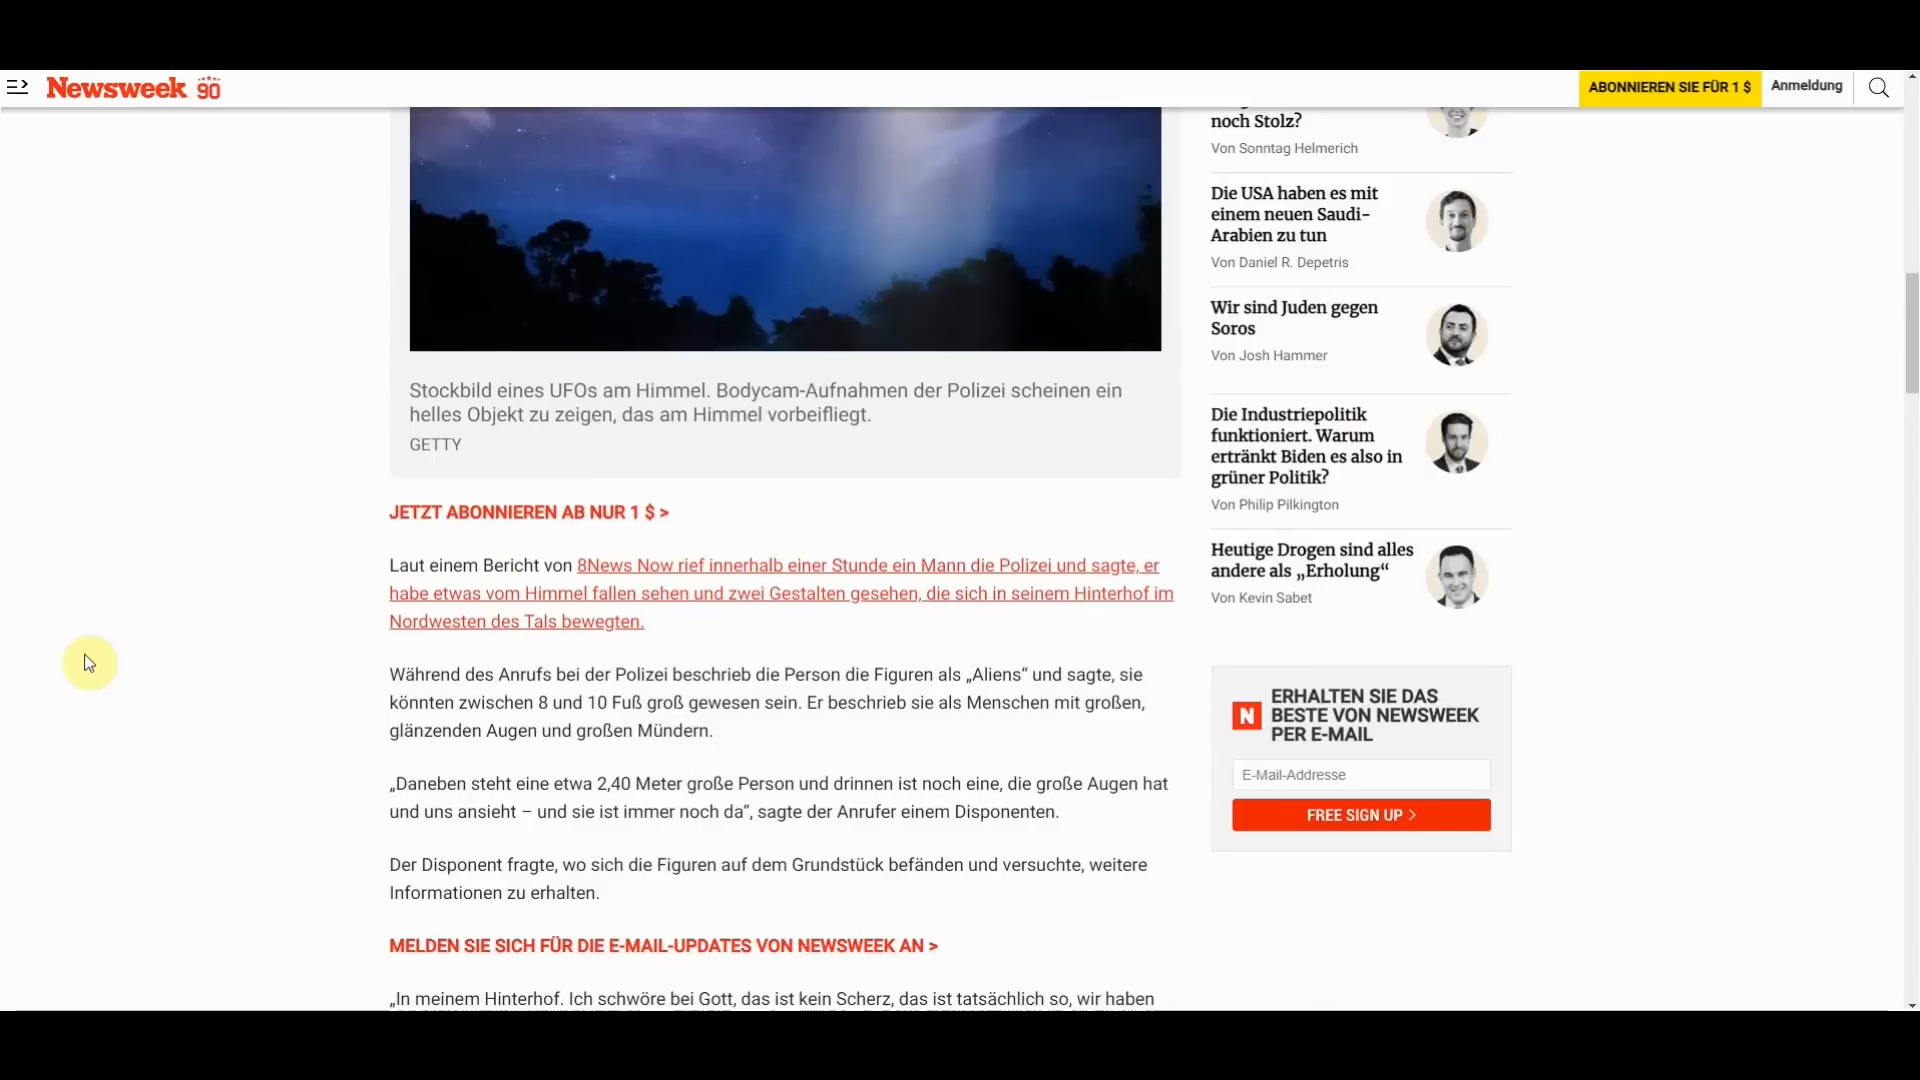 Newsweek 90
ABONNIEREN SIE FÜR 1 $
Anmeldung
Stockbild eines UFOs am Himmel. Bodycam-Aufnahmen der Polizei scheinen ein
helles Objekt zu zeigen, das am Himmel vorbeifliegt.
GETTY
JETZT ABONNIEREN AB NUR 1 $ >
Laut einem Bericht von 8News Now rief innerhalb einer Stunde ein Mann die Polizei und sagte, er
habe etwas vom Himmel fallen sehen und zwei Gestalten gesehen, die sich in seinem Hinterhof im
Nordwesten des Tals bewegten.
Während des Anrufs bei der Polizei beschrieb die Person die Figuren als „Aliens“ und sagte, sie
könnten zwischen 8 und 10 Fuß groß gewesen sein. Er beschrieb sie als Menschen mit großen,
glänzenden Augen und großen Mündern.
„Daneben steht eine etwa 2,40 Meter große Person und drinnen ist noch eine, die große Augen hat
und uns ansieht – und sie ist immer noch da“, sagte der Anrufer einem Disponenten.
Der Disponent fragte, wo sich die Figuren auf dem Grundstück befänden und versuchte, weitere
Informationen zu erhalten.
MELDEN SIE SICH FÜR DIE E-MAIL-UPDATES VON NEWSWEEK AN >
„In meinem Hinterhof. Ich schwöre bei Gott, das ist kein Scherz, das ist tatsächlich so, wir haben
noch Stolz?
Von Sonntag Helmerich
Die USA haben es mit
einem neuen Saudi-
Arabien zu tun
Von Daniel R. Depetris
Wir sind Juden gegen
Soros
Von Josh Hammer
Die Industriepolitik
funktioniert. Warum
ertränkt Biden es also in
grüner Politik?
Von Philip Pilkington
Heutige Drogen sind alles
andere als „Erholung“
Von Kevin Sabet
N
ERHALTEN SIE DAS
BESTE VON NEWSWEEK
PER E-MAIL
E-Mail-Addresse
FREE SIGN UP >